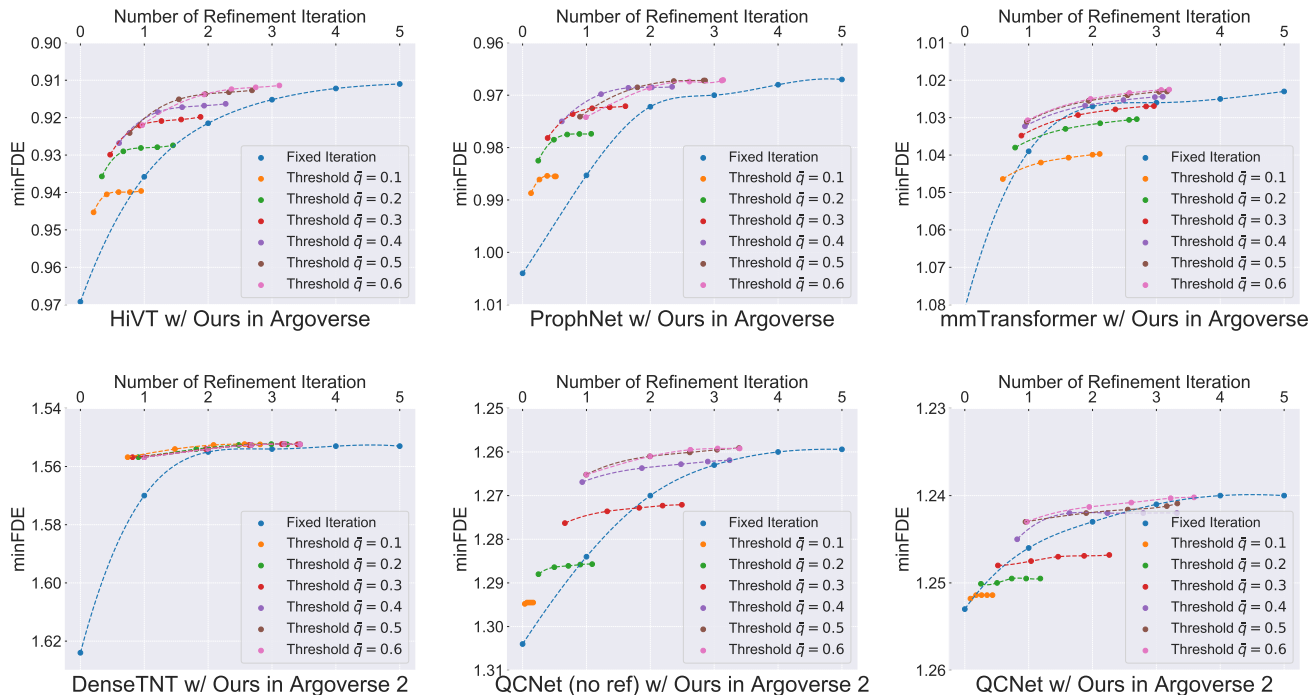 Number of Refinement Iteration
0 1 2 3 4 5
0.90
0.91
0.92
0.93
0.94
0.95
0.96
0.97
minFDE
Fixed Iteration
Threshold q̄ = 0.1
Threshold q̄ = 0.2
Threshold q̄ = 0.3
Threshold q̄ = 0.4
Threshold q̄ = 0.5
Threshold q̄ = 0.6
HiVT w/ Ours in Argoverse
Number of Refinement Iteration
0 1 2 3 4 5
0.96
0.97
0.98
0.99
1.00
1.01
minFDE
Fixed Iteration
Threshold q̄ = 0.1
Threshold q̄ = 0.2
Threshold q̄ = 0.3
Threshold q̄ = 0.4
Threshold q̄ = 0.5
Threshold q̄ = 0.6
ProphNet w/ Ours in Argoverse
Number of Refinement Iteration
0 1 2 3 4 5
1.01
1.02
1.03
1.04
1.05
1.06
1.07
1.08
minFDE
Fixed Iteration
Threshold q̄ = 0.1
Threshold q̄ = 0.2
Threshold q̄ = 0.3
Threshold q̄ = 0.4
Threshold q̄ = 0.5
Threshold q̄ = 0.6
mmTransformer w/ Ours in Argoverse
Number of Refinement Iteration
0 1 2 3 4 5
1.54
1.56
1.58
1.60
1.62
minFDE
Fixed Iteration
Threshold q̄ = 0.1
Threshold q̄ = 0.2
Threshold q̄ = 0.3
Threshold q̄ = 0.4
Threshold q̄ = 0.5
Threshold q̄ = 0.6
DenseTNT w/ Ours in Argoverse 2
Number of Refinement Iteration
0 1 2 3 4 5
1.25
1.26
1.27
1.28
1.29
1.30
1.31
minFDE
Fixed Iteration
Threshold q̄ = 0.1
Threshold q̄ = 0.2
Threshold q̄ = 0.3
Threshold q̄ = 0.4
Threshold q̄ = 0.5
Threshold q̄ = 0.6
QCNet (no ref) w/ Ours in Argoverse 2
Number of Refinement Iteration
0 1 2 3 4 5
1.23
1.24
1.25
1.26
minFDE
Fixed Iteration
Threshold q̄ = 0.1
Threshold q̄ = 0.2
Threshold q̄ = 0.3
Threshold q̄ = 0.4
Threshold q̄ = 0.5
Threshold q̄ = 0.6
QCNet w/ Ours in Argoverse 2